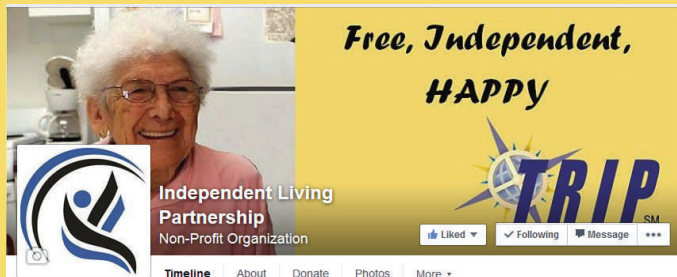 Free, Independent,
HAPPY
TRIP
SM
Independent Living
Partnership
Non-Profit Organization
Liked
Following
Message
Timeline About Donate Photos More